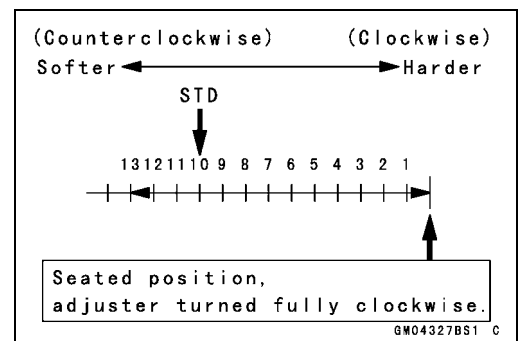 (Counterclockwise) (Clockwise)
Softer Harder
STD
13 12 11 10 9 8 7 6 5 4 3 2 1
Seated position,
adjuster turned fully clockwise.
GM04327BS1 C